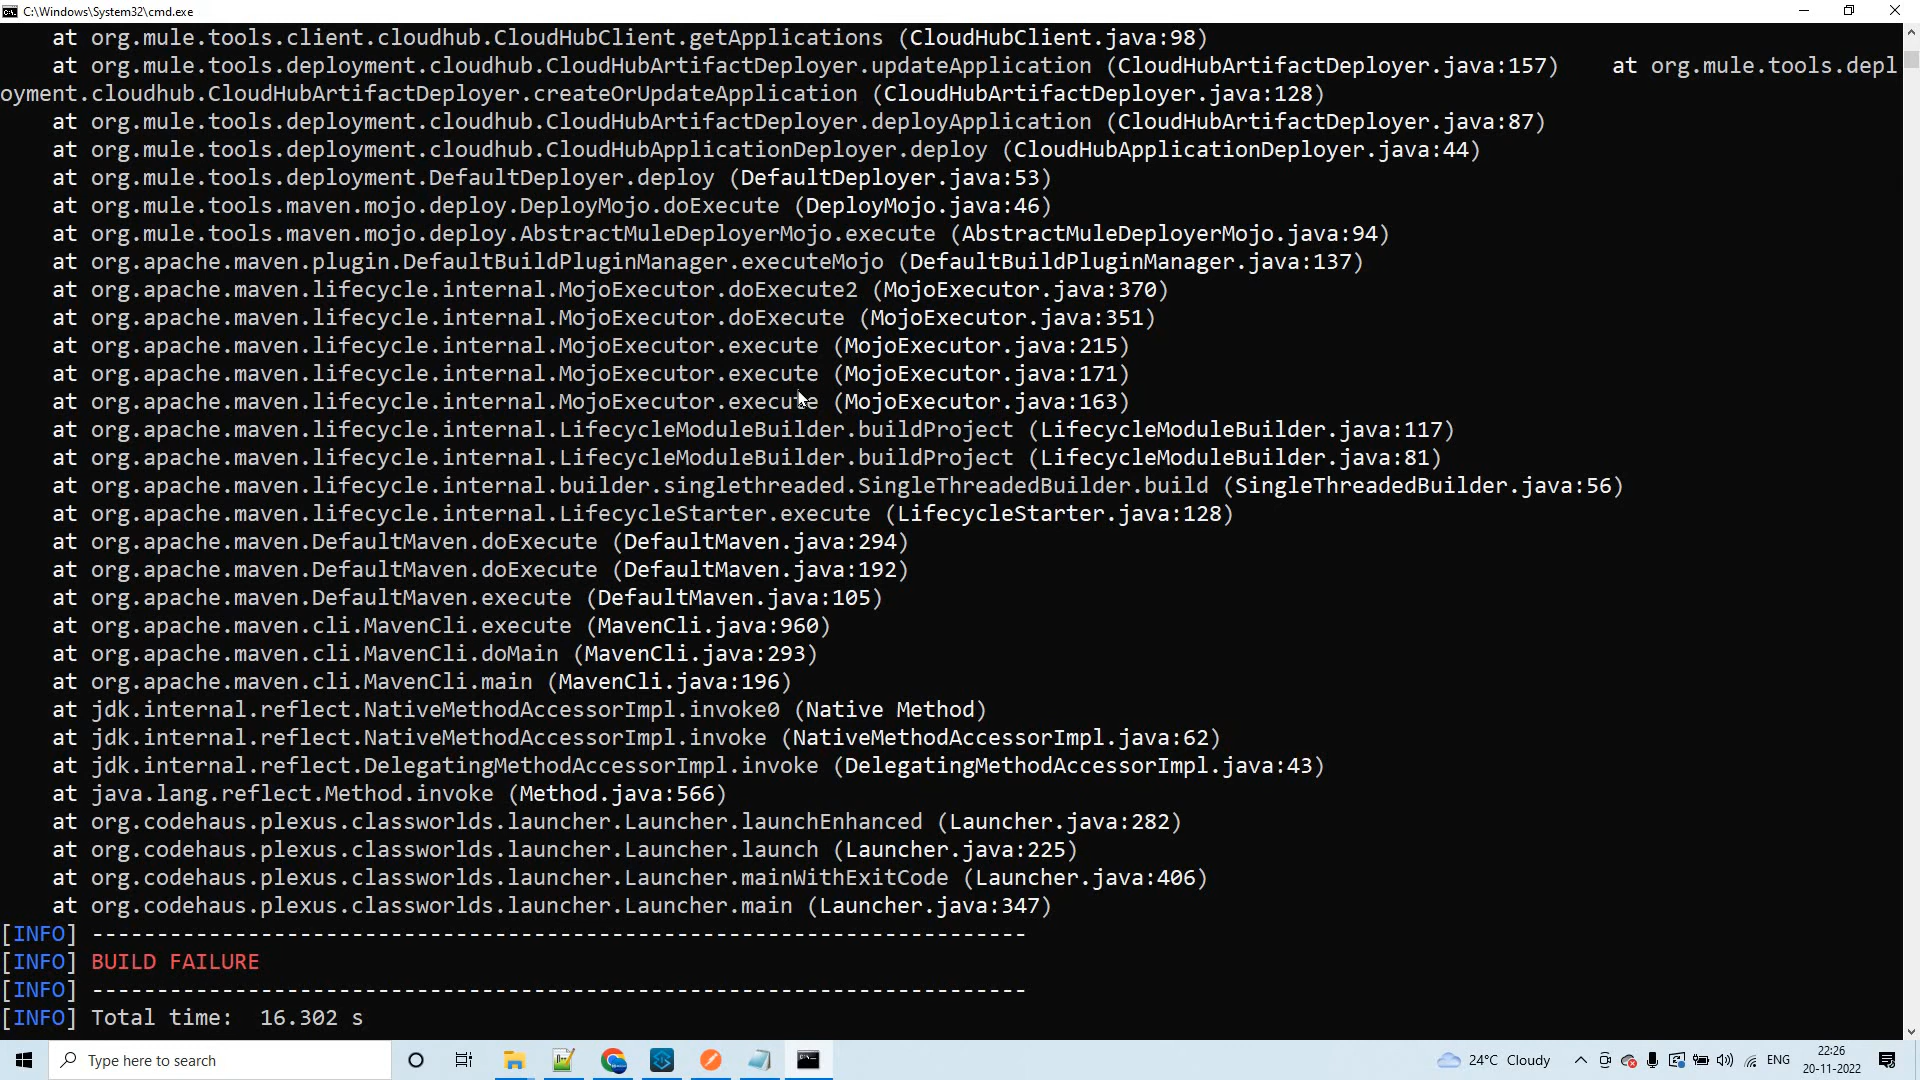 C:\Windows\System32\cmd.exe
at org.mule.tools.client.cloudhub.CloudHubClient.getApplications (CloudHubClient.java:98)
at org.mule.tools.deployment.cloudhub.CloudHubArtifactDeployer.updateApplication (CloudHubArtifactDeployer.java:157)    at org.mule.tools.depl
oyment.cloudhub.CloudHubArtifactDeployer.createOrUpdateApplication (CloudHubArtifactDeployer.java:128)
at org.mule.tools.deployment.cloudhub.CloudHubArtifactDeployer.deployApplication (CloudHubArtifactDeployer.java:87)
at org.mule.tools.deployment.cloudhub.CloudHubApplicationDeployer.deploy (CloudHubApplicationDeployer.java:44)
at org.mule.tools.deployment.DefaultDeployer.deploy (DefaultDeployer.java:53)
at org.mule.tools.maven.mojo.deploy.DeployMojo.doExecute (DeployMojo.java:46)
at org.mule.tools.maven.mojo.deploy.AbstractMuleDeployerMojo.execute (AbstractMuleDeployerMojo.java:94)
at org.apache.maven.plugin.DefaultBuildPluginManager.executeMojo (DefaultBuildPluginManager.java:137)
at org.apache.maven.lifecycle.internal.MojoExecutor.doExecute2 (MojoExecutor.java:370)
at org.apache.maven.lifecycle.internal.MojoExecutor.doExecute (MojoExecutor.java:351)
at org.apache.maven.lifecycle.internal.MojoExecutor.execute (MojoExecutor.java:215)
at org.apache.maven.lifecycle.internal.MojoExecutor.execute (MojoExecutor.java:171)
at org.apache.maven.lifecycle.internal.MojoExecutor.execute (MojoExecutor.java:163)
at org.apache.maven.lifecycle.internal.LifecycleModuleBuilder.buildProject (LifecycleModuleBuilder.java:117)
at org.apache.maven.lifecycle.internal.LifecycleModuleBuilder.buildProject (LifecycleModuleBuilder.java:81)
at org.apache.maven.lifecycle.internal.builder.singlethreaded.SingleThreadedBuilder.build (SingleThreadedBuilder.java:56)
at org.apache.maven.lifecycle.internal.LifecycleStarter.execute (LifecycleStarter.java:128)
at org.apache.maven.DefaultMaven.doExecute (DefaultMaven.java:294)
at org.apache.maven.DefaultMaven.doExecute (DefaultMaven.java:192)
at org.apache.maven.DefaultMaven.execute (DefaultMaven.java:105)
at org.apache.maven.cli.MavenCli.execute (MavenCli.java:960)
at org.apache.maven.cli.MavenCli.doMain (MavenCli.java:293)
at org.apache.maven.cli.MavenCli.main (MavenCli.java:196)
at jdk.internal.reflect.NativeMethodAccessorImpl.invoke0 (Native Method)
at jdk.internal.reflect.NativeMethodAccessorImpl.invoke (NativeMethodAccessorImpl.java:62)
at jdk.internal.reflect.DelegatingMethodAccessorImpl.invoke (DelegatingMethodAccessorImpl.java:43)
at java.lang.reflect.Method.invoke (Method.java:566)
at org.codehaus.plexus.classworlds.launcher.Launcher.launchEnhanced (Launcher.java:282)
at org.codehaus.plexus.classworlds.launcher.Launcher.launch (Launcher.java:225)
at org.codehaus.plexus.classworlds.launcher.Launcher.mainWithExitCode (Launcher.java:406)
at org.codehaus.plexus.classworlds.launcher.Launcher.main (Launcher.java:347)
[INFO] ------------------------------------------------------------------------
[INFO] BUILD FAILURE
[INFO] ------------------------------------------------------------------------
[INFO] Total time:  16.302 s
Type here to search
24°C Cloudy
ENG
22:26
20-11-2022